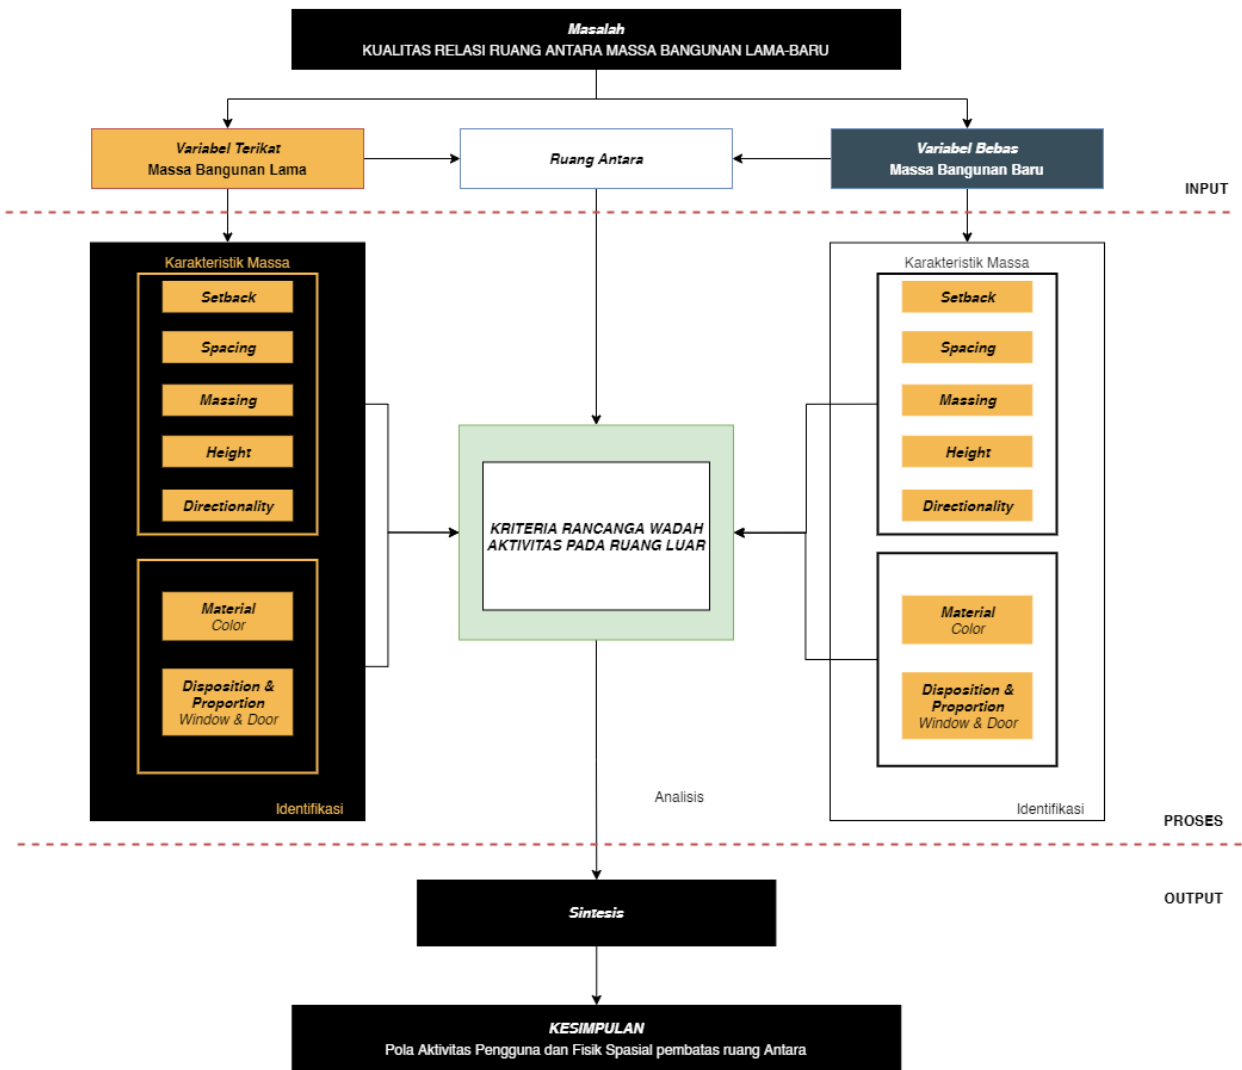 Masalah
KUALITAS RELASI RUANG ANTARA MASSA BANGUNAN LAMA-BARU
Variabel Terikat
Massa Bangunan Lama
Ruang Antara
Variabel Bebas
Massa Bangunan Baru
INPUT
Karakteristik Massa
Setback
Spacing
Massing
Height
Directionality
Material
Color
Disposition &
Proportion
Window & Door
Identifikasi
KRITERIA RANCANGA WADAH
AKTIVITAS PADA RUANG LUAR
Analisis
Karakteristik Massa
Setback
Spacing
Massing
Height
Directionality
Material
Color
Disposition &
Proportion
Window & Door
Identifikasi
PROSES
OUTPUT
Sintesis
KESIMPULAN
Pola Aktivitas Pengguna dan Fisik Spasial pembatas ruang Antara